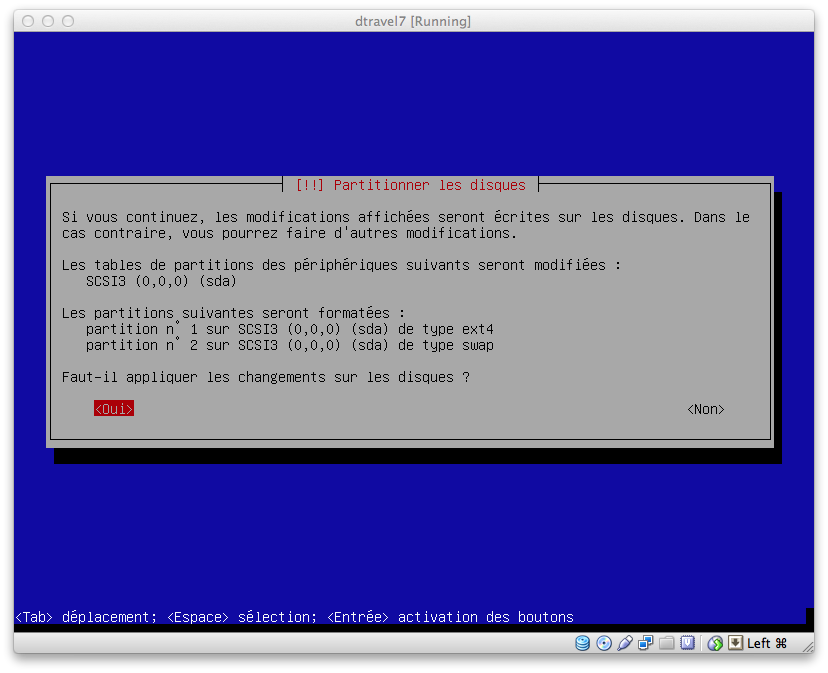 dtravel7 [Running]
[!!] Partitionner les disques
Si vous continuez, les modifications affichées seront écrites sur les disques. Dans le
cas contraire, vous pourrez faire d'autres modifications.
Les tables de partitions des périphériques suivants seront modifiées :
SCSI3 (0,0,0) (sda)
Les partitions suivantes seront formatées :
partition n° 1 sur SCSI3 (0,0,0) (sda) de type ext4
partition n° 2 sur SCSI3 (0,0,0) (sda) de type swap
Faut-il appliquer les changements sur les disques ?
<Oui> <Non>
<Tab> déplacement; <Espace> sélection; <Entrée> activation des boutons
Left ⌘